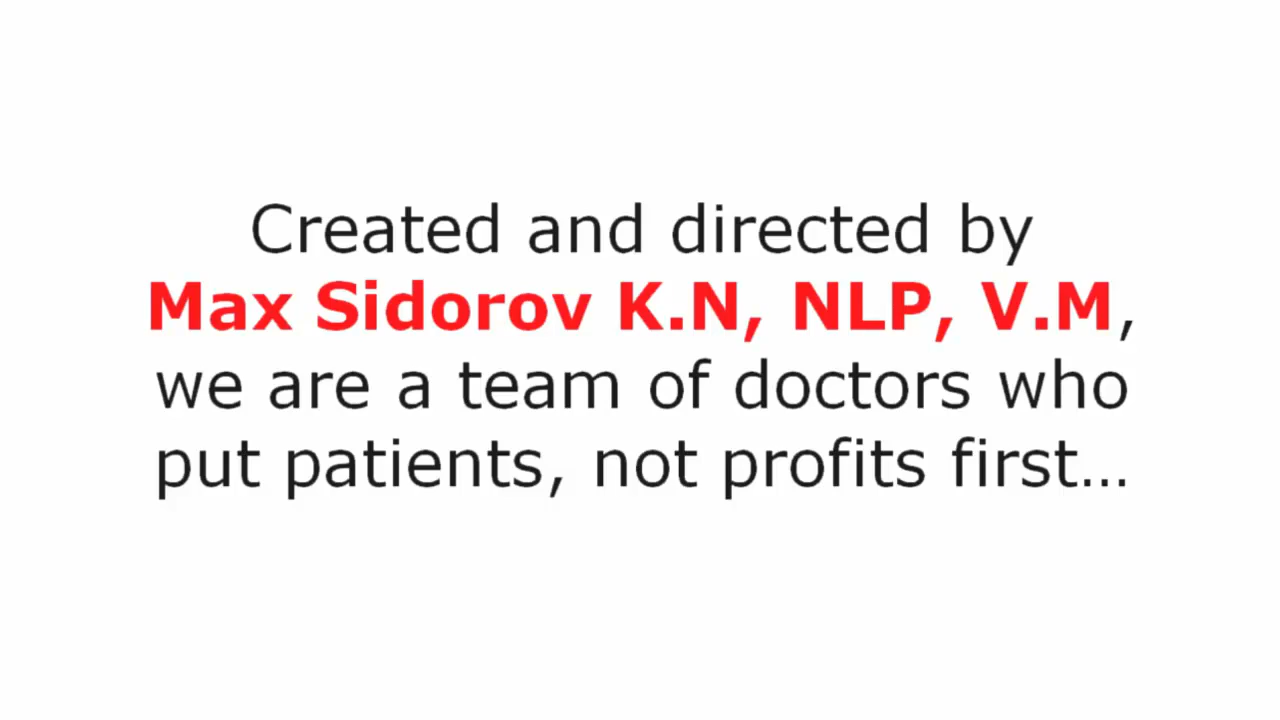 Created and directed by
Max Sidorov K.N, NLP, V.M,
we are a team of doctors who
put patients, not profits first...